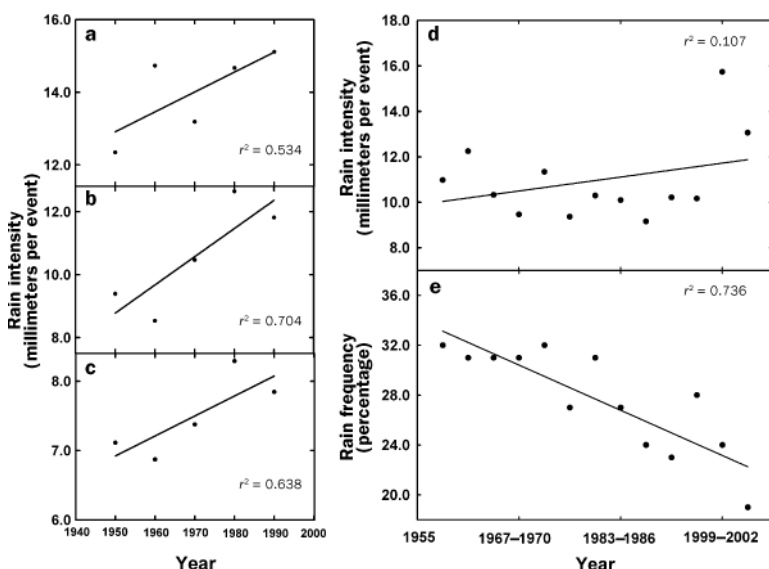 a
16.0
14.0
12.0
r² = 0.534
b
12.0
10.0
8.0
r² = 0.704
c
8.0
7.0
6.0
r² = 0.638
Rain intensity
(millimeters per event)
1940 1950 1960 1970 1980 1990 2000
Year
d
r² = 0.107
18.0
16.0
14.0
12.0
10.0
8.0
Rain intensity
(millimeters per event)
e
r² = 0.736
36.0
32.0
28.0
24.0
20.0
Rain frequency
(percentage)
1955 1967–1970 1983–1986 1999–2002
Year